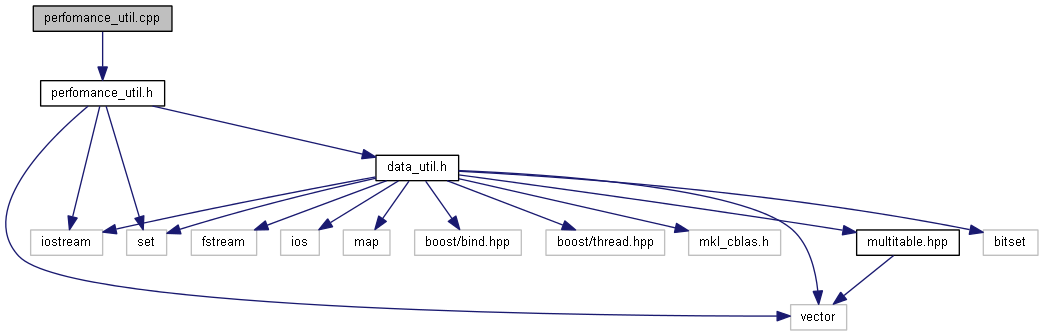 perfomance_util.cpp
perfomance_util.h
data_util.h
iostream
set
fstream
ios
map
boost/bind.hpp
boost/thread.hpp
mkl_cblas.h
multitable.hpp
bitset
vector